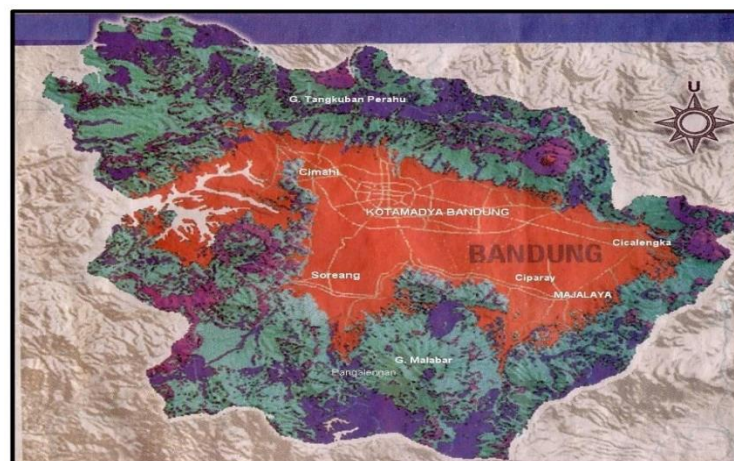 U
G. Tangkuban Perahu
Cimahi
KOTAMADYA BANDUNG
Cicalengka
BANDUNG
Soreang
Ciparay
MAJALAYA
G. Malabar
Pangalengan